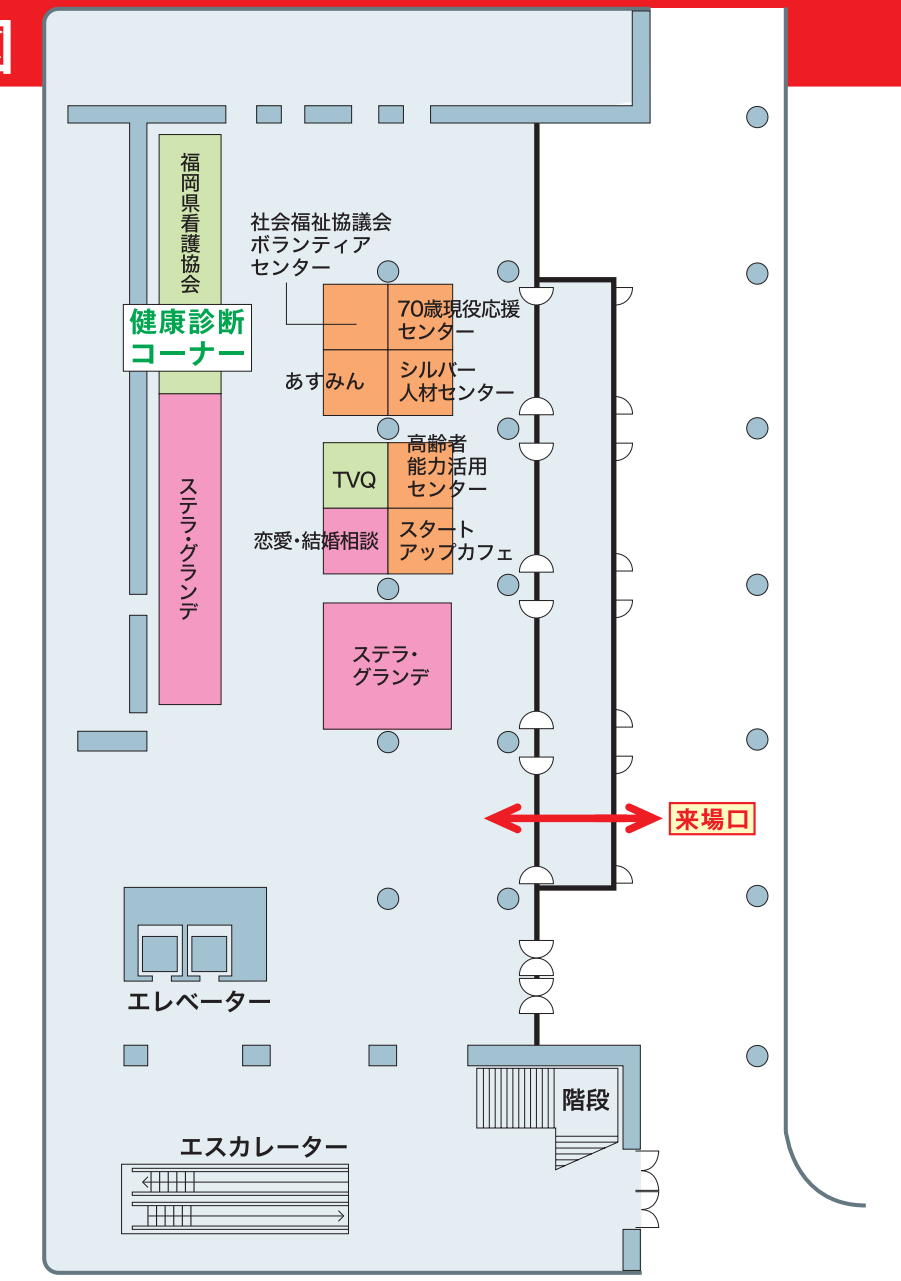 福岡県看護協会
健康診断
コーナー
ステラ・グランデ
社会福祉協議会
ボランティア
センター
70歳現役応援
センター
あすみん
シルバー
人材センター
TVQ
高齢者
能力活用
センター
恋愛・結婚相談
スタート
アップカフェ
ステラ・
グランデ
来場口
エレベーター
階段
エスカレーター